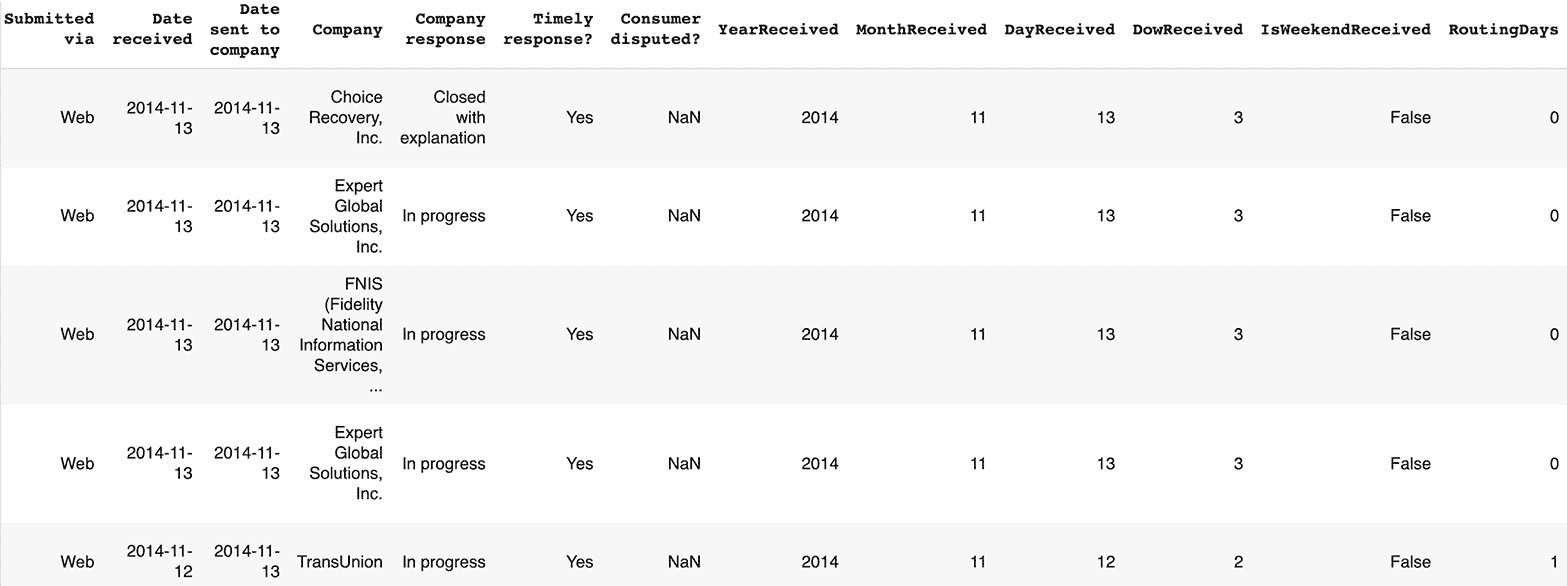 Submitted via Date received Date sent to company Company Company response Timely response? Consumer disputed? YearReceived MonthReceived DayReceived DowReceived IsWeekendReceived RoutingDays
Web 2014-11-13 2014-11-13 Choice Recovery, Inc. Closed with explanation Yes NaN 2014 11 13 3 False 0
Web 2014-11-13 2014-11-13 Expert Global Solutions, Inc. In progress Yes NaN 2014 11 13 3 False 0
Web 2014-11-13 2014-11-13 FNIS (Fidelity National Information Services, ... In progress Yes NaN 2014 11 13 3 False 0
Web 2014-11-13 2014-11-13 Expert Global Solutions, Inc. In progress Yes NaN 2014 11 13 3 False 0
Web 2014-11-12 2014-11-13 TransUnion In progress Yes NaN 2014 11 12 2 False 1